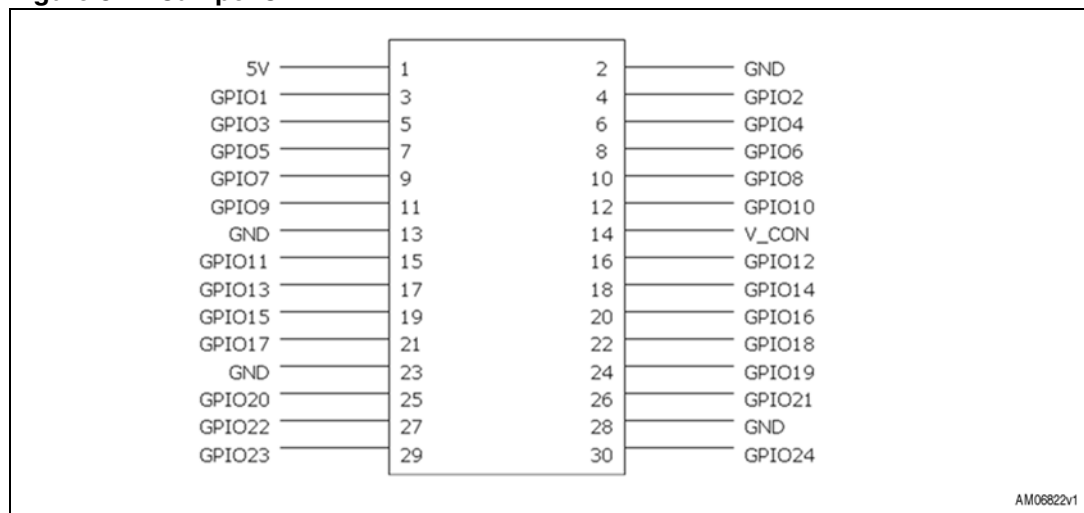 5V 1 2 GND
GPIO1 3 4 GPIO2
GPIO3 5 6 GPIO4
GPIO5 7 8 GPIO6
GPIO7 9 10 GPIO8
GPIO9 11 12 GPIO10
GND 13 14 V_CON
GPIO11 15 16 GPIO12
GPIO13 17 18 GPIO14
GPIO15 19 20 GPIO16
GPIO17 21 22 GPIO18
GND 23 24 GPIO19
GPIO20 25 26 GPIO21
GPIO22 27 28 GND
GPIO23 29 30 GPIO24
AM06822v1